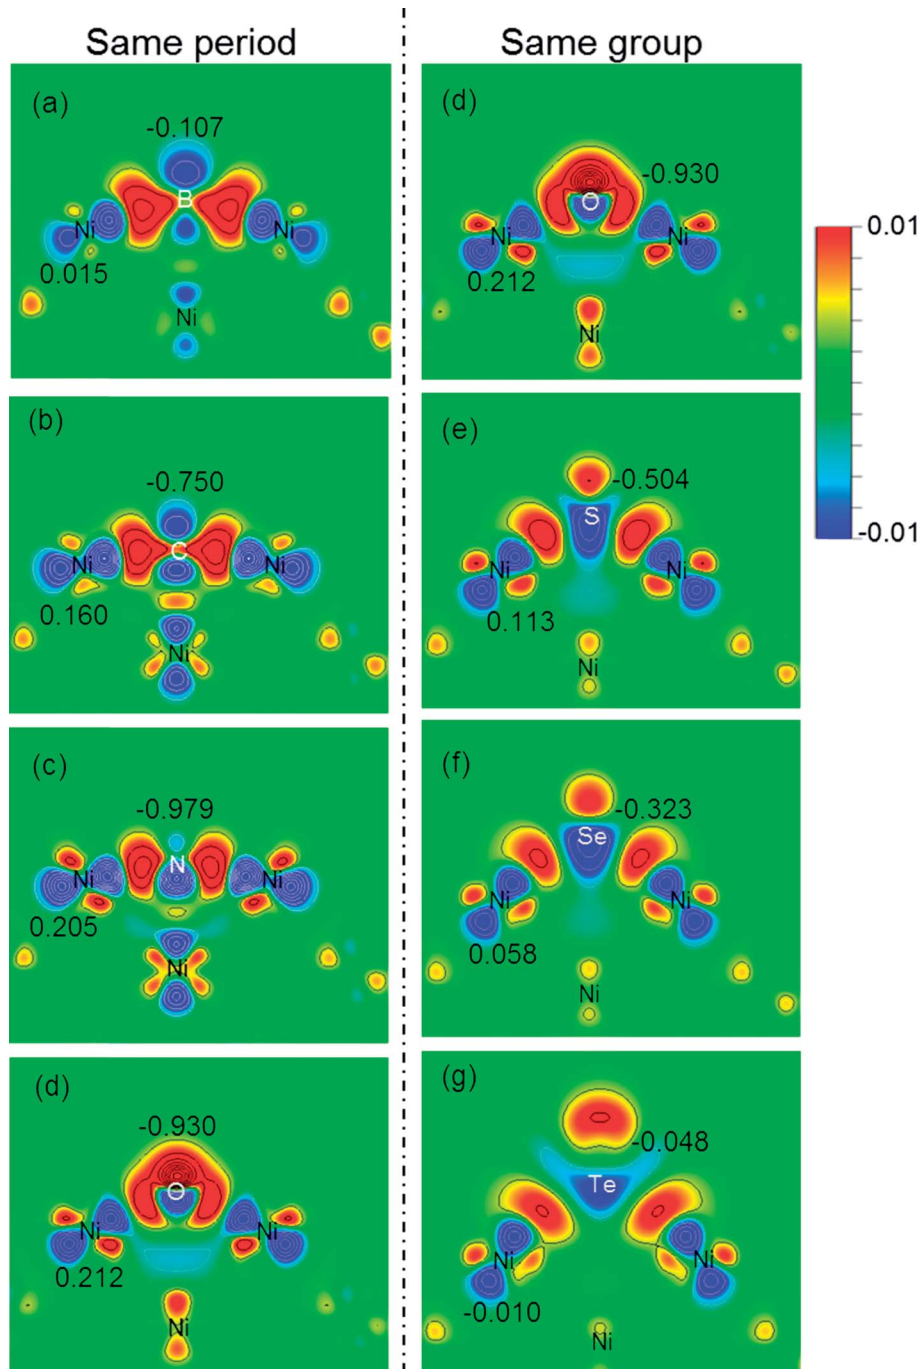 Same period
Same group
(a)
-0.107
B
Ni
Ni
0.015
Ni
(b)
-0.750
C
Ni
Ni
0.160
Ni
(c)
-0.979
N
Ni
Ni
0.205
Ni
(d)
-0.930
O
Ni
Ni
0.212
Ni
(d)
-0.930
O
Ni
Ni
0.212
Ni
(e)
-0.504
S
Ni
Ni
0.113
Ni
(f)
-0.323
Se
Ni
Ni
0.058
Ni
(g)
-0.048
Te
Ni
Ni
-0.010
Ni
0.01
-0.01